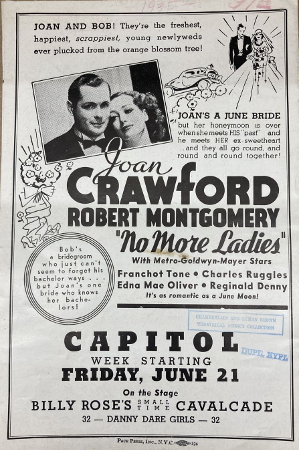 JOAN AND BOB! They're the freshest,
happiest, scrappiest, young newlyweds
ever plucked from the orange blossom tree!
JOAN'S A JUNE BRIDE
but her honeymoon is over
when she meets HIS "past" and
he meets HER ex-sweetheart
. . . and they all go round, and
round and round together!
Joan
CRAWFORD
ROBERT MONTGOMERY
"No More Ladies"
With Metro-Goldwyn-Mayer Stars
Franchot Tone • Charles Ruggles
Edna Mae Oliver • Reginald Denny
It's as romantic as a June Moon!
Bob's
a bridegroom
who just can't
seem to forget his
bachelor ways . . .
but Joan's one
bride who knows
her bache-
lors!
CAPITOL
WEEK STARTING
FRIDAY, JUNE 21
On the Stage
BILLY ROSE'S SMALL TIME CAVALCADE
32 — DANNY DARE GIRLS — 32
DUPL. NYPL